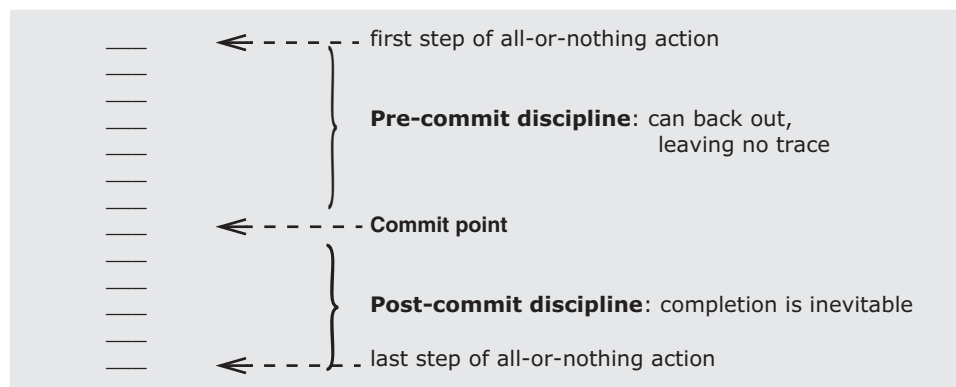 first step of all-or-nothing action
Pre-commit discipline: can back out,
leaving no trace
Commit point
Post-commit discipline: completion is inevitable
last step of all-or-nothing action